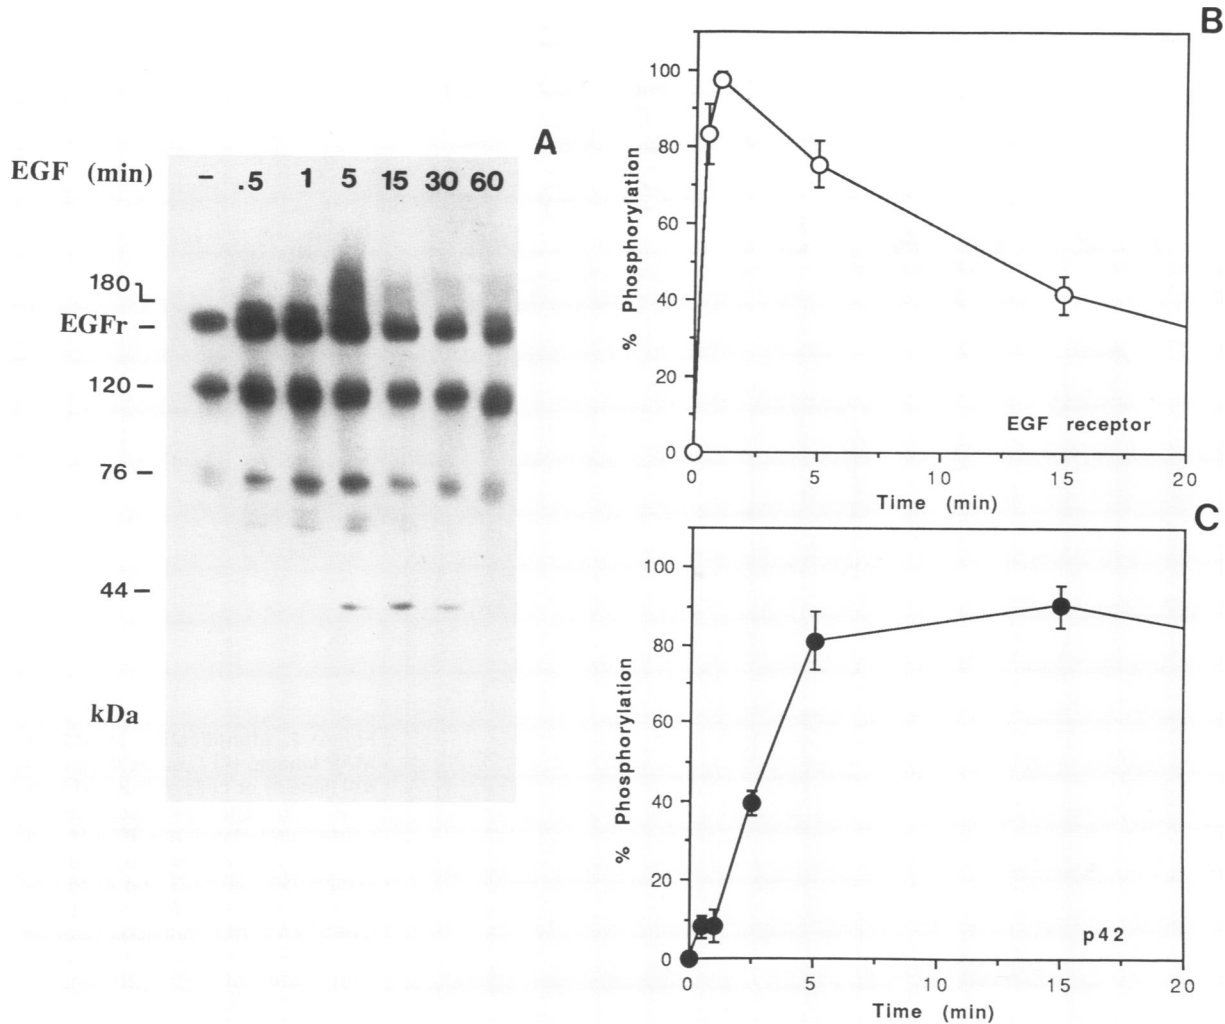 A
EGF (min) – .5 1 5 15 30 60
180
EGFr –
120 –
76 –
44 –
kDa
B
% Phosphorylation
100
80
60
40
20
0
EGF receptor
0 5 10 15 20
Time (min)
C
% Phosphorylation
100
80
60
40
20
0
p42
0 5 10 15 20
Time (min)